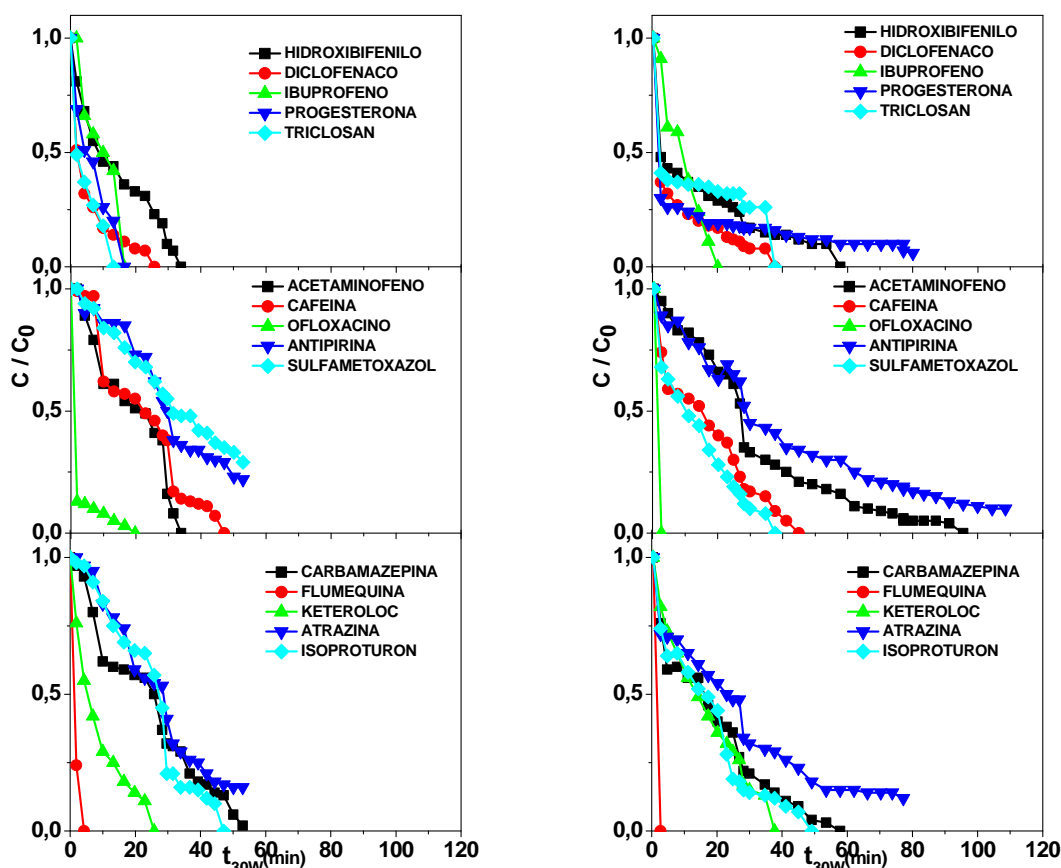 1,0
HIDROXIBIFENILO
DICLOFENACO
IBUPROFENO
PROGESTERONA
TRICLOSAN
0,5
0,0
1,0
HIDROXIBIFENILO
DICLOFENACO
IBUPROFENO
PROGESTERONA
TRICLOSAN
0,5
0,0
C / C0
1,0
ACETAMINOFENO
CAFEINA
OFLOXACINO
ANTIPIRINA
SULFAMETOXAZOL
0,5
0,0
C / C0
1,0
ACETAMINOFENO
CAFEINA
OFLOXACINO
ANTIPIRINA
SULFAMETOXAZOL
0,5
0,0
1,0
CARBAMAZEPINA
FLUMEQUINA
KETEROLOC
ATRAZINA
ISOPROTURON
0,5
0,0
0 20 40 60 80 100 120
t30W(min)
1,0
CARBAMAZEPINA
FLUMEQUINA
KETEROLOC
ATRAZINA
ISOPROTURON
0,5
0,0
0 20 40 60 80 100 120
t30W(min)